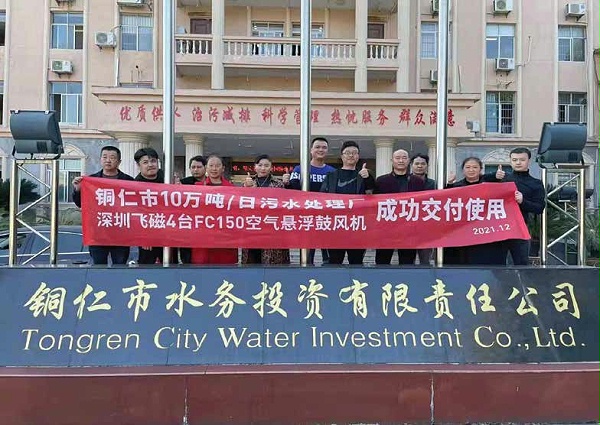 优质供水 治污减排 科学管理 热忱服务 群众满意
铜仁市10万吨/日污水处理厂
深圳飞磁4台FC150空气悬浮鼓风机
成功交付使用
2021.12
铜仁市水务投资有限责任公司
Tongren City Water Investment Co.,Ltd.